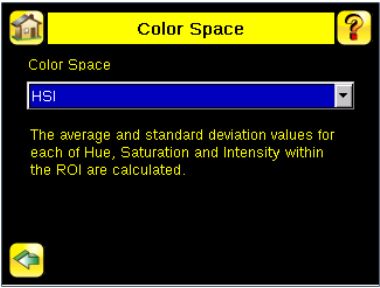 Color Space
Color Space
HSI
The average and standard deviation values for
each of Hue, Saturation and Intensity within
the ROI are calculated.